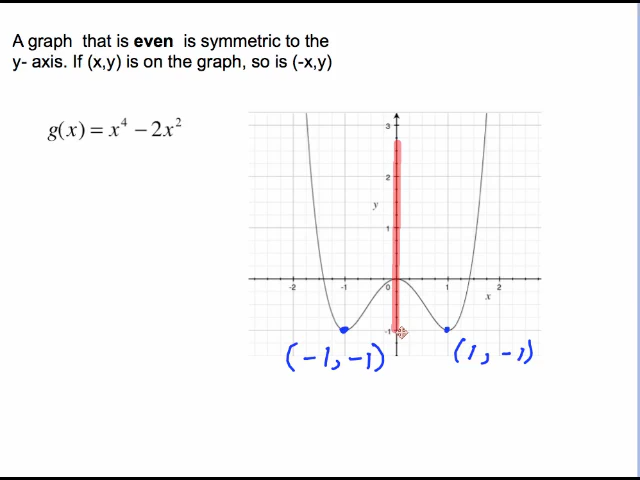 A graph that is even is symmetric to the
y- axis. If (x,y) is on the graph, so is (-x,y)
g(x) = x⁴ − 2x²
3
2
y
1
-2 -1 0 1 2
x
-1
(-1, -1) (1, -1)